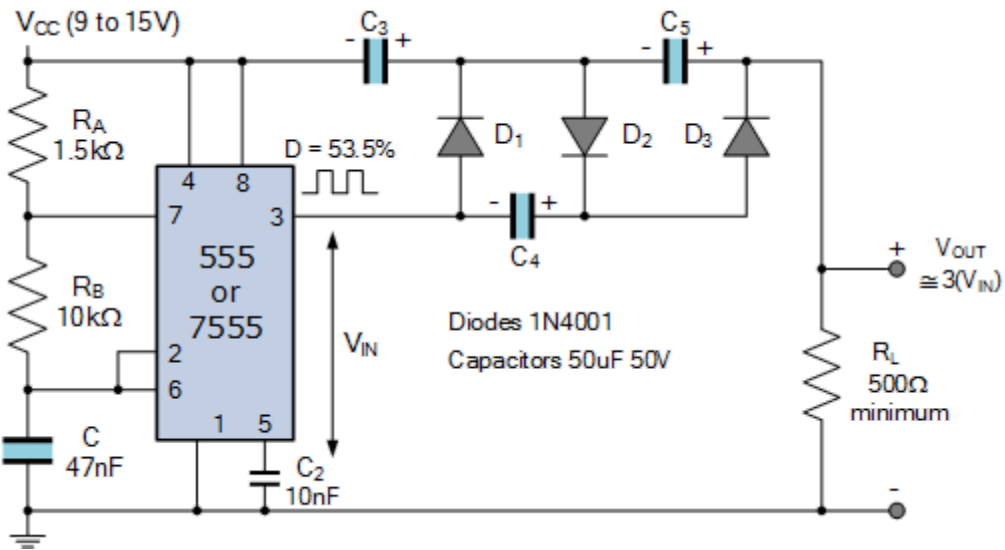 VCC (9 to 15V)
C3
- +
C5
- +
RA
1.5kΩ
D = 53.5%
D1
D2
D3
4 8
7
3
- +
C4
555
or
7555
RB
10kΩ
VIN
2
6
1 5
Diodes 1N4001
Capacitors 50uF 50V
+
VOUT
≅3(VIN)
RL
500Ω
minimum
C
47nF
C2
10nF
-